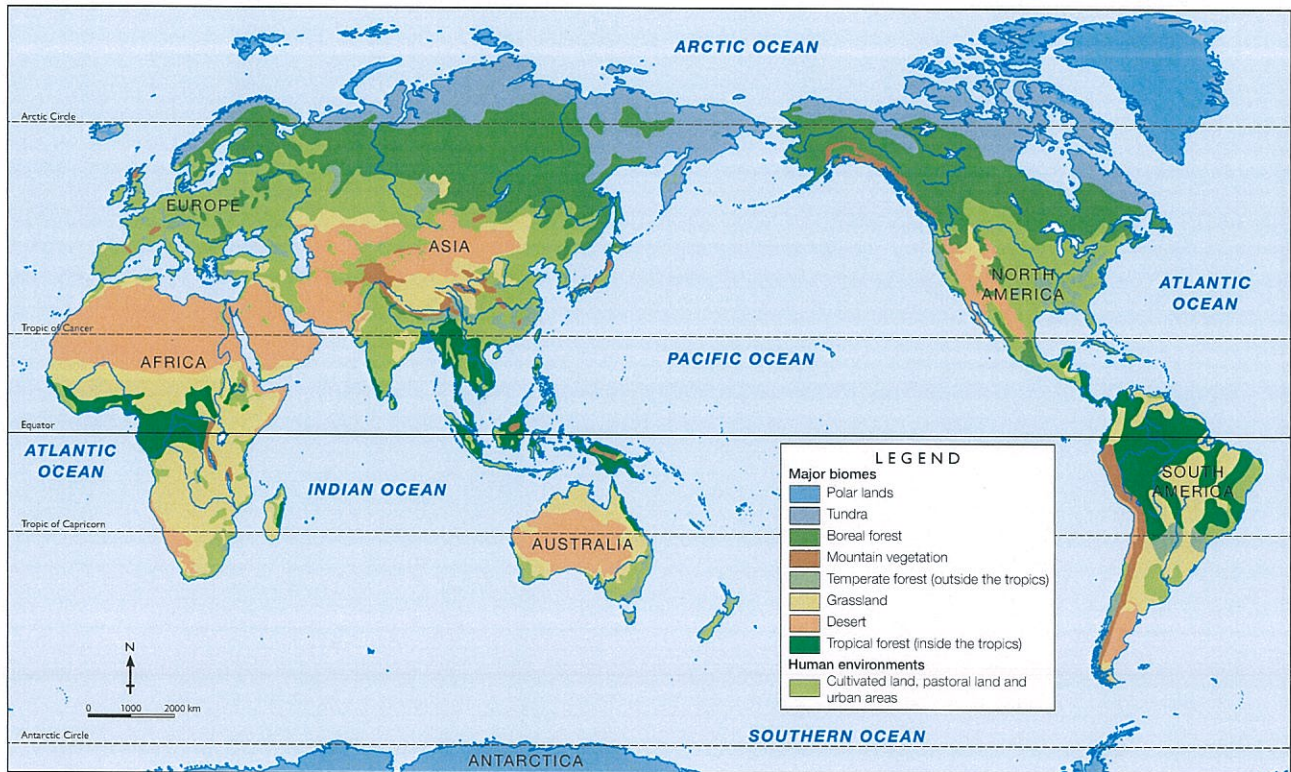 ARCTIC OCEAN
Arctic Circle
EUROPE
ASIA
NORTH
AMERICA
ATLANTIC
OCEAN
Tropic of Cancer
AFRICA
PACIFIC OCEAN
Equator
ATLANTIC
OCEAN
INDIAN OCEAN
SOUTH
AMERICA
Tropic of Capricorn
AUSTRALIA
LEGEND
Major biomes
Polar lands
Tundra
Boreal forest
Mountain vegetation
Temperate forest (outside the tropics)
Grassland
Desert
Tropical forest (inside the tropics)
Human environments
Cultivated land, pastoral land and
urban areas
N
0 1000 2000 km
Antarctic Circle
SOUTHERN OCEAN
ANTARCTICA